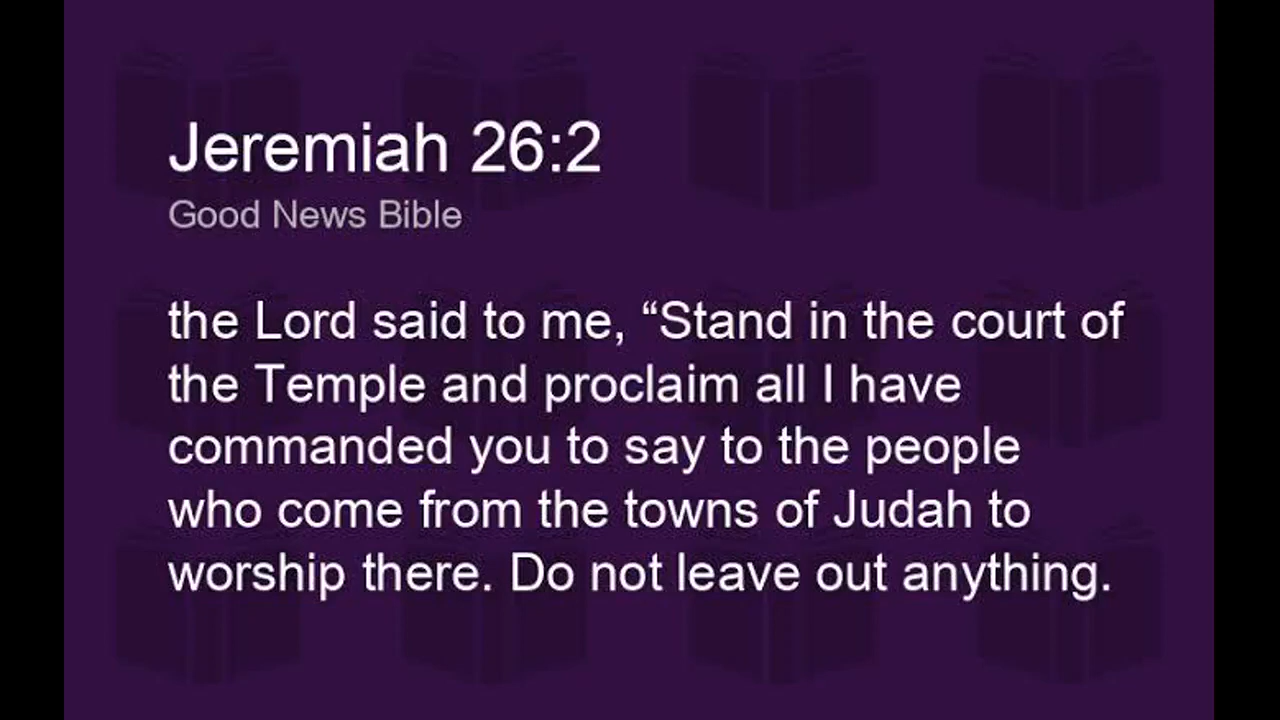 Jeremiah 26:2
Good News Bible
the Lord said to me, “Stand in the court of
the Temple and proclaim all I have
commanded you to say to the people
who come from the towns of Judah to
worship there. Do not leave out anything.